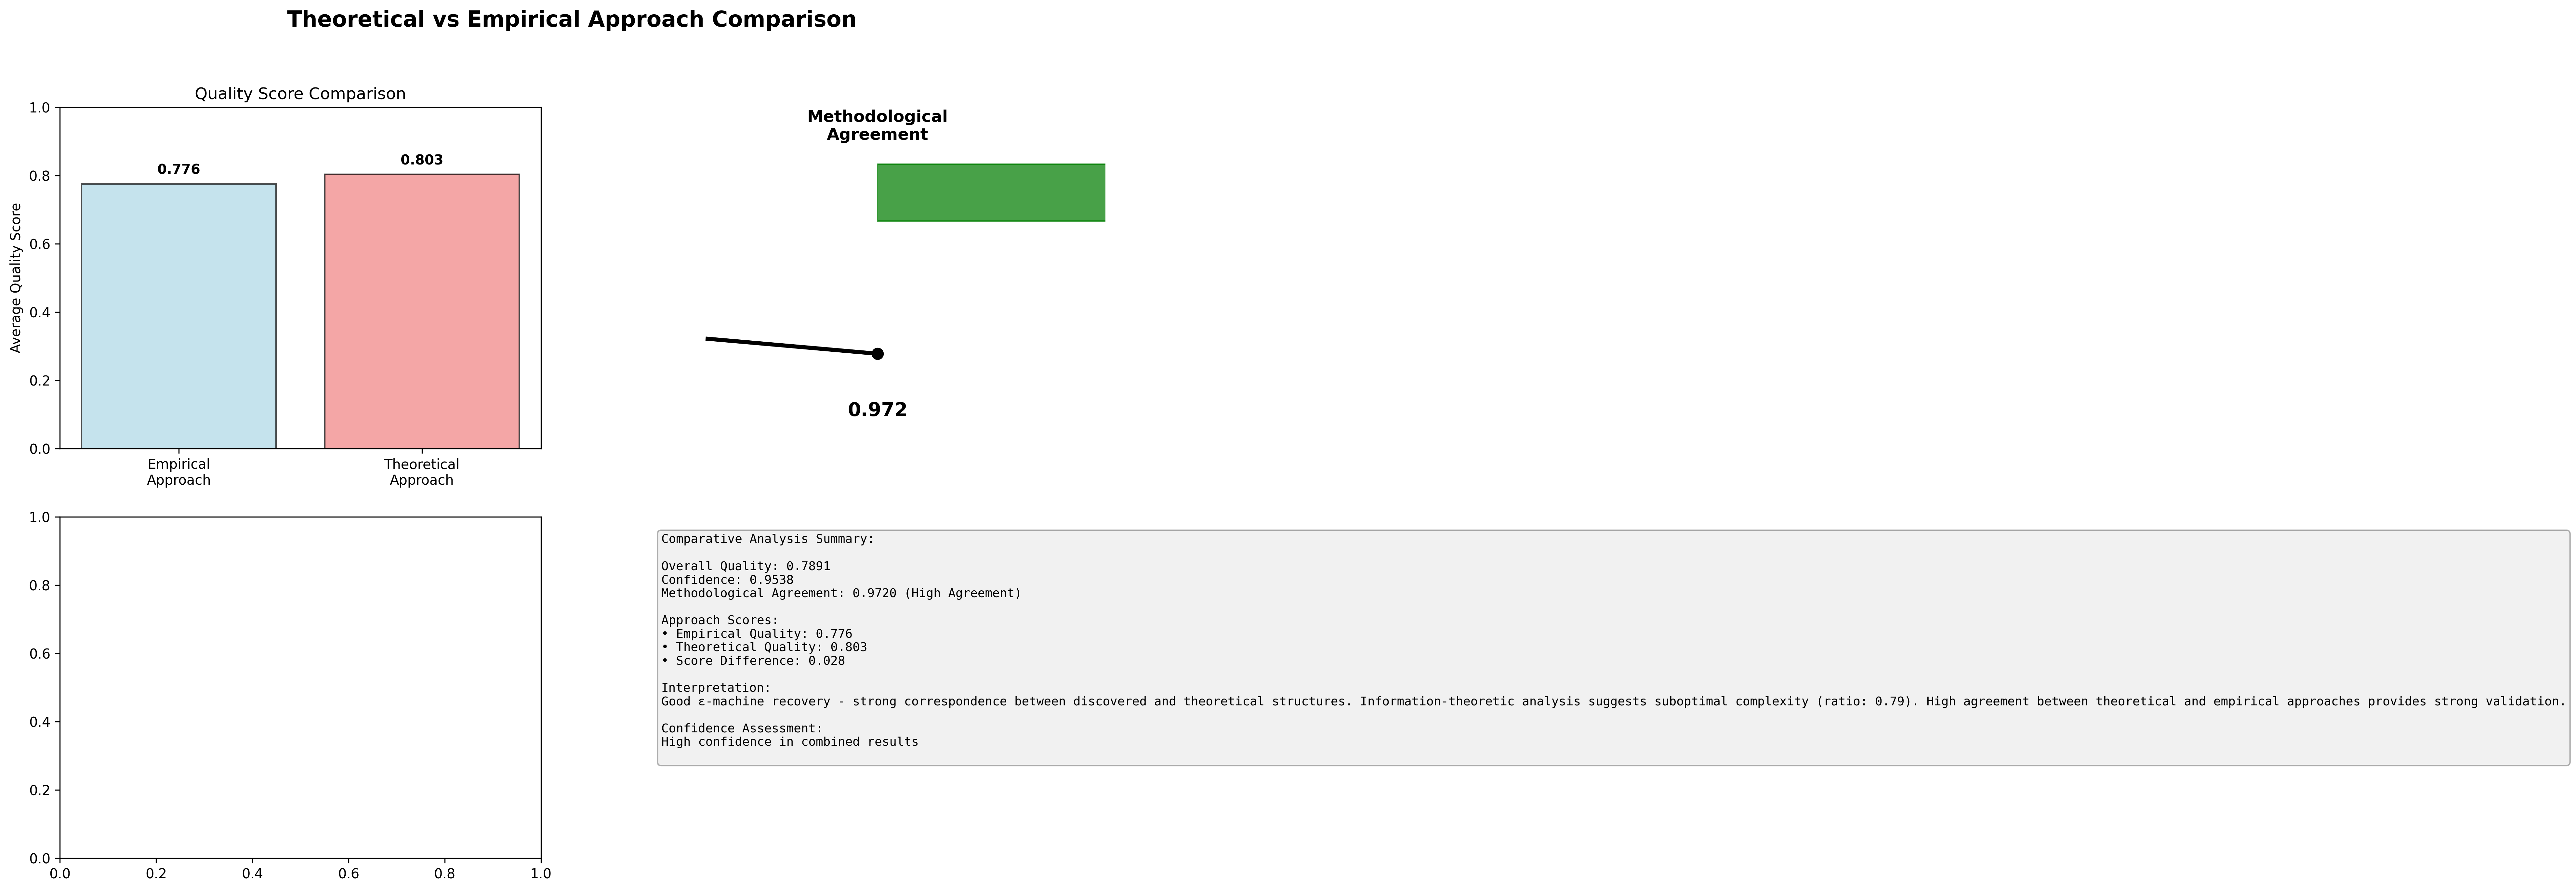 Theoretical vs Empirical Approach Comparison
Quality Score Comparison
1.0
0.8
0.6
0.4
0.2
0.0
Average Quality Score
0.776
0.803
Empirical
Approach
Theoretical
Approach
Methodological
Agreement
0.972
1.0
0.8
0.6
0.4
0.2
0.0
0.0 0.2 0.4 0.6 0.8 1.0
Comparative Analysis Summary:
Overall Quality: 0.7891
Confidence: 0.9538
Methodological Agreement: 0.9720 (High Agreement)
Approach Scores:
• Empirical Quality: 0.776
• Theoretical Quality: 0.803
• Score Difference: 0.028
Interpretation:
Good ε-machine recovery - strong correspondence between discovered and theoretical structures. Information-theoretic analysis suggests suboptimal complexity (ratio: 0.79). High agreement between theoretical and empirical approaches provides strong validation.
Confidence Assessment:
High confidence in combined results